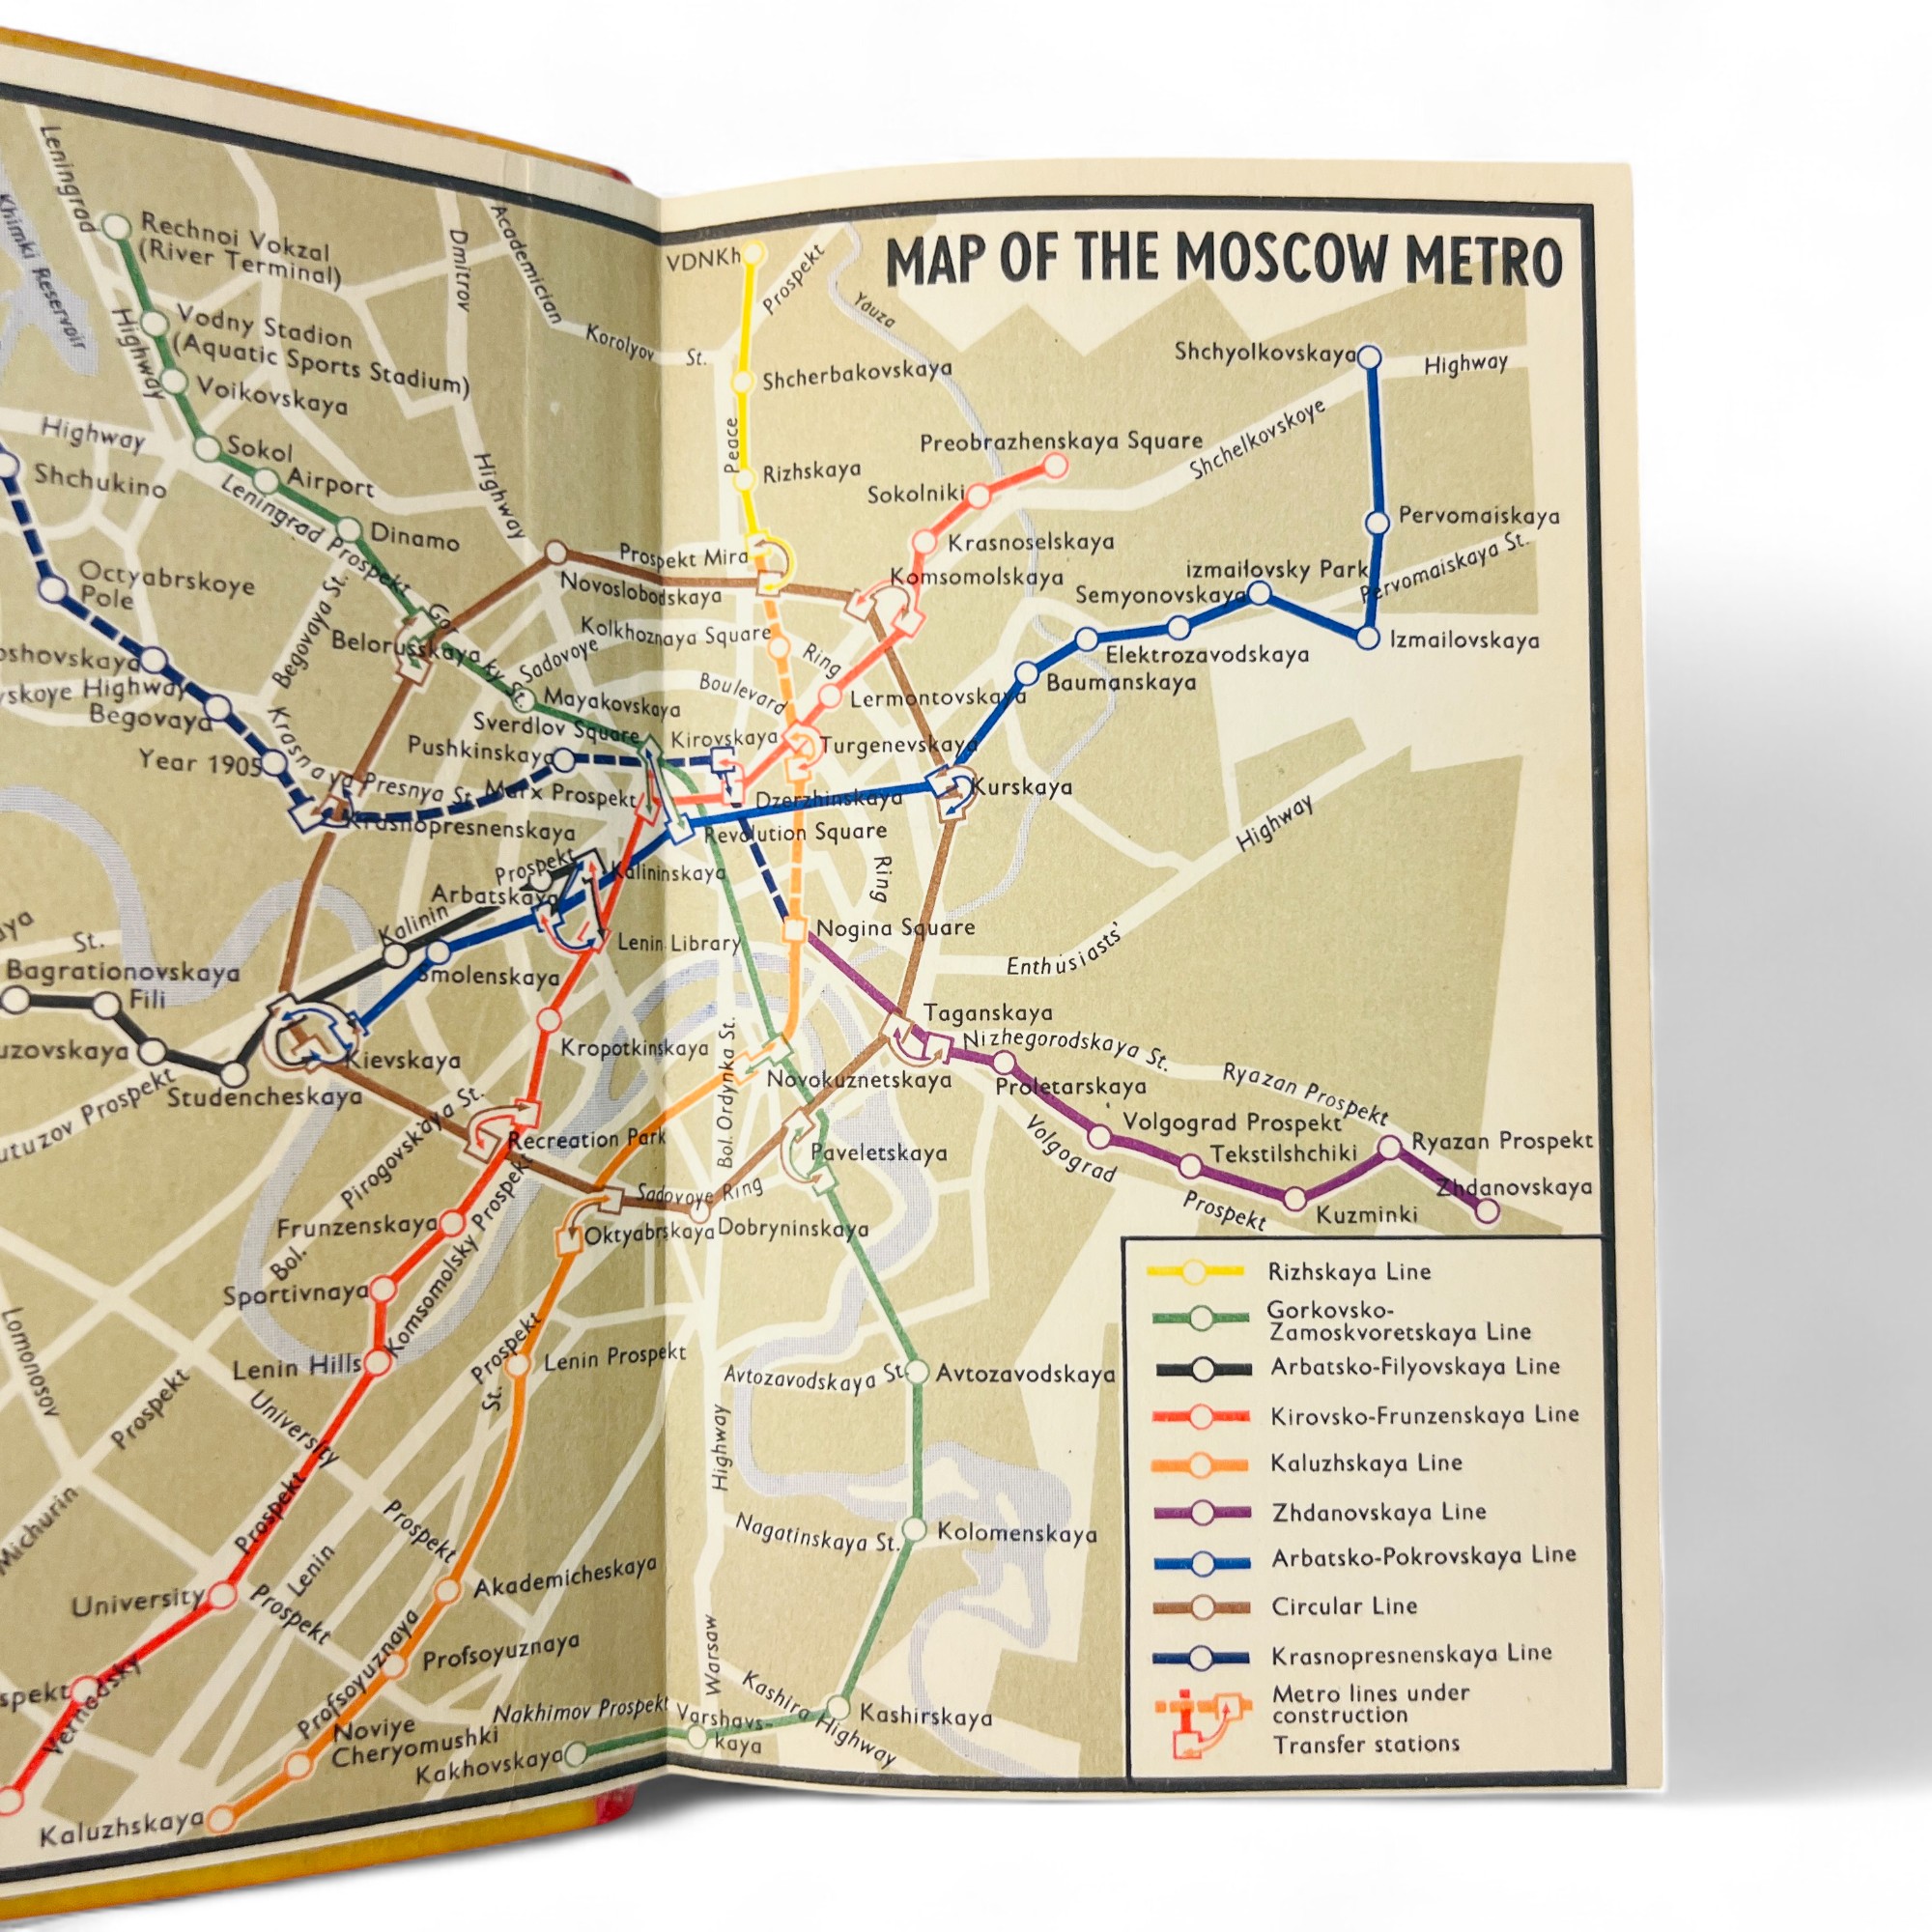 MAP OF THE MOSCOW METRO
Leningrad
Highway
Khimki Reservoir
Rechnoi Vokzal
(River Terminal)
Vodny Stadion
(Aquatic Sports Stadium)
Voikovskaya
Sokol
Airport
Dinamo
Leningrad Prospekt
Highway
Shchukino
Octyabrskoye
Pole
Begovaya
Year 1905
Begovaya St.
Krasnaya Presnya St.
Krasnopresnenskaya
Belorusskaya
Gorky St.
Dmitrov
Highway
Academician
Korolyov
St.
VDNKh
Prospekt
Peace
Yauza
Shcherbakovskaya
Rizhskaya
Prospekt Mira
Novoslobodskaya
Kolkhoznaya Square
Sadovoye
Ring
Boulevard
Ring
Mayakovskaya
Sverdlov Square
Pushkinskaya
Marx Prospekt
Kirovskaya
Turgenevskaya
Lermontovskaya
Dzerzhinskaya
Revolution Square
Preobrazhenskaya Square
Sokolniki
Krasnoselskaya
Komsomolskaya
Shchyolkovskaya
Highway
Shchelkovskoye
Pervomaiskaya
Pervomaiskaya St.
izmailovsky Park
Semyonovskaya
Izmailovskaya
Elektrozavodskaya
Baumanskaya
Kurskaya
Highway
Enthusiasts'
Prospekt
Kalinin
Kalininskaya
Arbatskaya
Lenin Library
Smolenskaya
St.
Bagrationovskaya
Fili
Studencheskaya
Kievskaya
Kropotkinskaya
Nogina Square
Taganskaya
Nizhegorodskaya St.
Ryazan Prospekt
Proletarskaya
Volgograd Prospekt
Tekstilshchiki
Ryazan Prospekt
Kuzminki
Zhdanovskaya
Volgograd
Prospekt
Novokuznetskaya
Bol. Ordynka St.
Paveletskaya
Recreation Park
Bol.
Pirogovskaya St.
Sadovoye Ring
Oktyabrskaya
Dobryninskaya
Frunzenskaya
Komsomolsky Prospekt
Sportivnaya
Lenin Hills
Lomonosov
Prospekt
University
Prospekt
Michurin
Prospekt
University
Vernadsky
Prospekt
Lenin
Prospekt
St.
Profsoyuznaya
Lenin Prospekt
Akademicheskaya
Profsoyuznaya
Noviye
Cheryomushki
Kaluzhskaya
Avtozavodskaya St.
Avtozavodskaya
Nagatinskaya St.
Kolomenskaya
Warsaw
Highway
Nakhimov Prospekt
Kakhovskaya
Varshavs-
kaya
Kashirskaya
Kashira Highway
Rizhskaya Line
Gorkovsko-
Zamoskvoretskaya Line
Arbatsko-Filyovskaya Line
Kirovsko-Frunzenskaya Line
Kaluzhskaya Line
Zhdanovskaya Line
Arbatsko-Pokrovskaya Line
Circular Line
Krasnopresnenskaya Line
Metro lines under
construction
Transfer stations